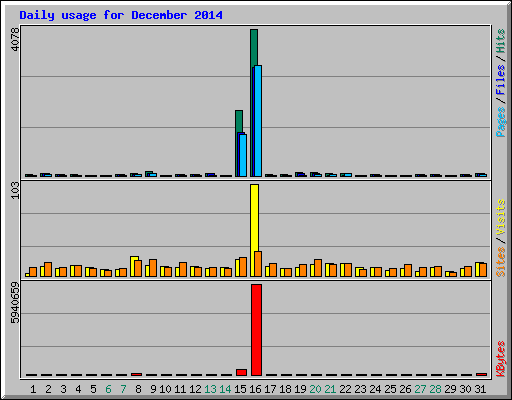 Daily usage for December 2014
4078
Pages / Files / Hits
103
Sites / Visits
5940659
KBytes
1 2 3 4 5 6 7 8 9 10 11 12 13 14 15 16 17 18 19 20 21 22 23 24 25 26 27 28 29 30 31